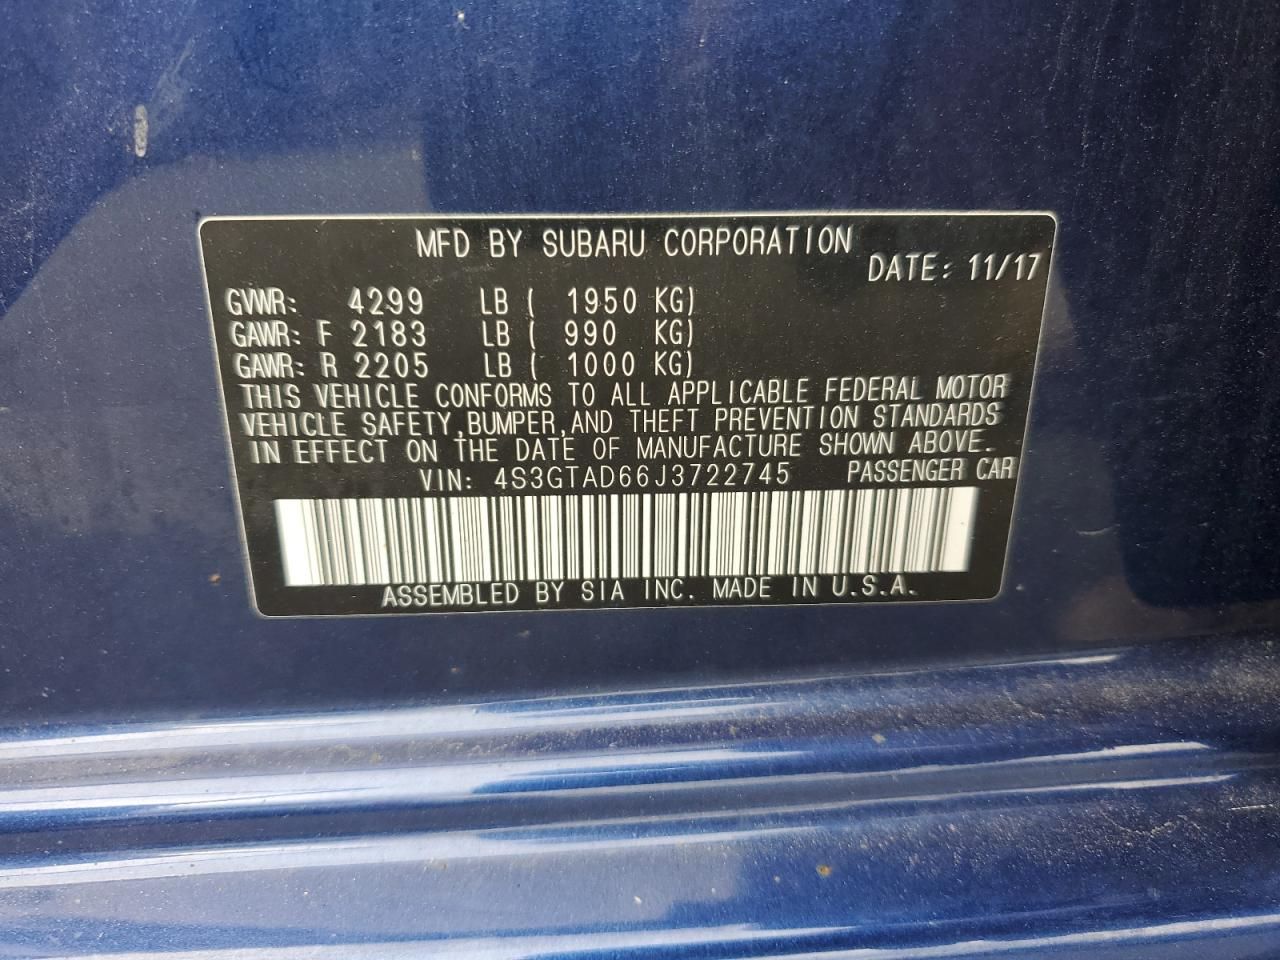 MFD BY SUBARU CORPORATION
DATE: 11/17
GVWR: 4299 LB ( 1950 KG)
GAWR: F 2183 LB ( 990 KG)
GAWR: R 2205 LB ( 1000 KG)
THIS VEHICLE CONFORMS TO ALL APPLICABLE FEDERAL MOTOR
VEHICLE SAFETY,BUMPER,AND THEFT PREVENTION STANDARDS
IN EFFECT ON THE DATE OF MANUFACTURE SHOWN ABOVE.
VIN: 4S3GTAD66J3722745 PASSENGER CAR
ASSEMBLED BY SIA INC. MADE IN U.S.A.